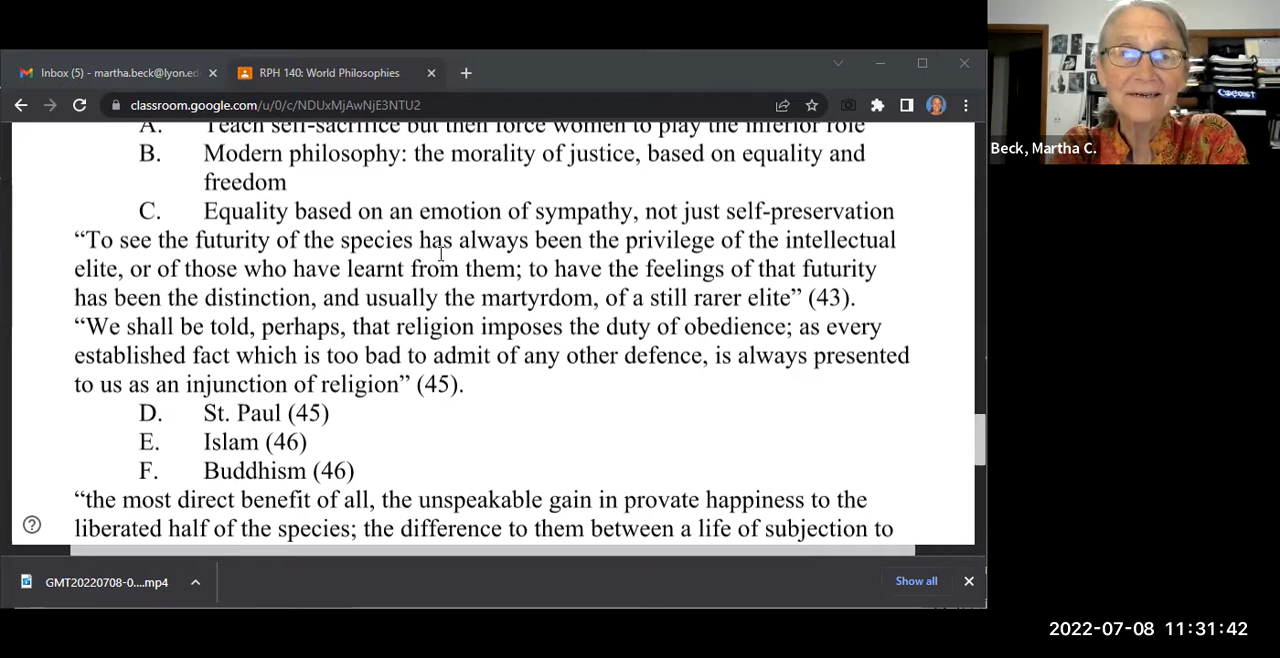 Inbox (5) - martha.beck@lyon.ed
RPH 140: World Philosophies
classroom.google.com/u/0/c/NDUxMjAwNjE3NTU2
A. Teach self-sacrifice but then force women to play the inferior role
B. Modern philosophy: the morality of justice, based on equality and
freedom
C. Equality based on an emotion of sympathy, not just self-preservation
“To see the futurity of the species has always been the privilege of the intellectual
elite, or of those who have learnt from them; to have the feelings of that futurity
has been the distinction, and usually the martyrdom, of a still rarer elite” (43).
“We shall be told, perhaps, that religion imposes the duty of obedience; as every
established fact which is too bad to admit of any other defence, is always presented
to us as an injunction of religion” (45).
D. St. Paul (45)
E. Islam (46)
F. Buddhism (46)
“the most direct benefit of all, the unspeakable gain in provate happiness to the
liberated half of the species; the difference to them between a life of subjection to
GMT20220708-0....mp4
Show all
COEXIST
Beck, Martha C.
2022-07-08 11:31:42